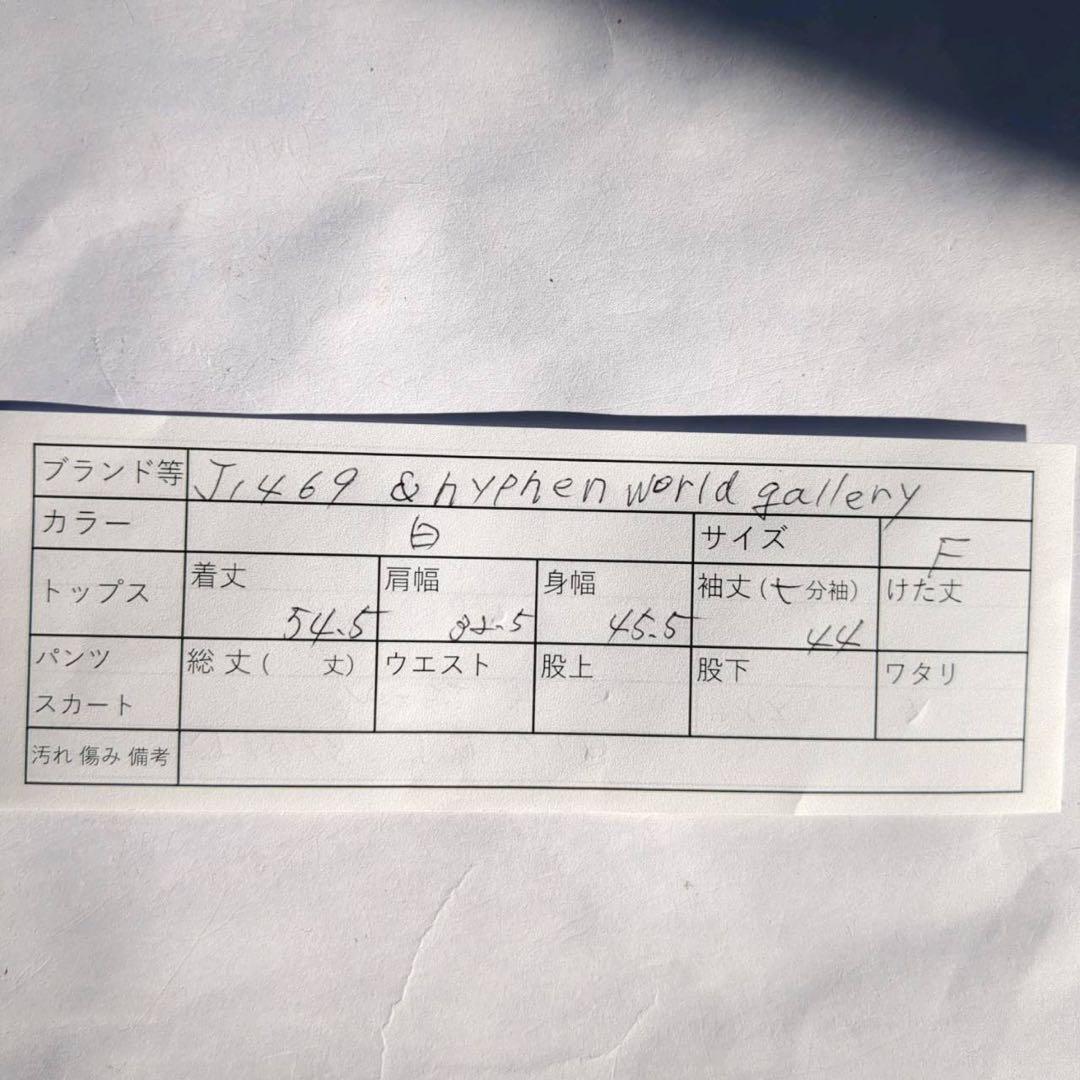 ブランド等 J1469 & hyphen world gallery
カラー 白 サイズ F
トップス 着丈 54.5 肩幅 38.5 身幅 45.5 袖丈(七分袖) 44 けた丈
パンツ 総丈( 丈) ウエスト 股上 股下 ワタリ
スカート
汚れ 傷み 備考